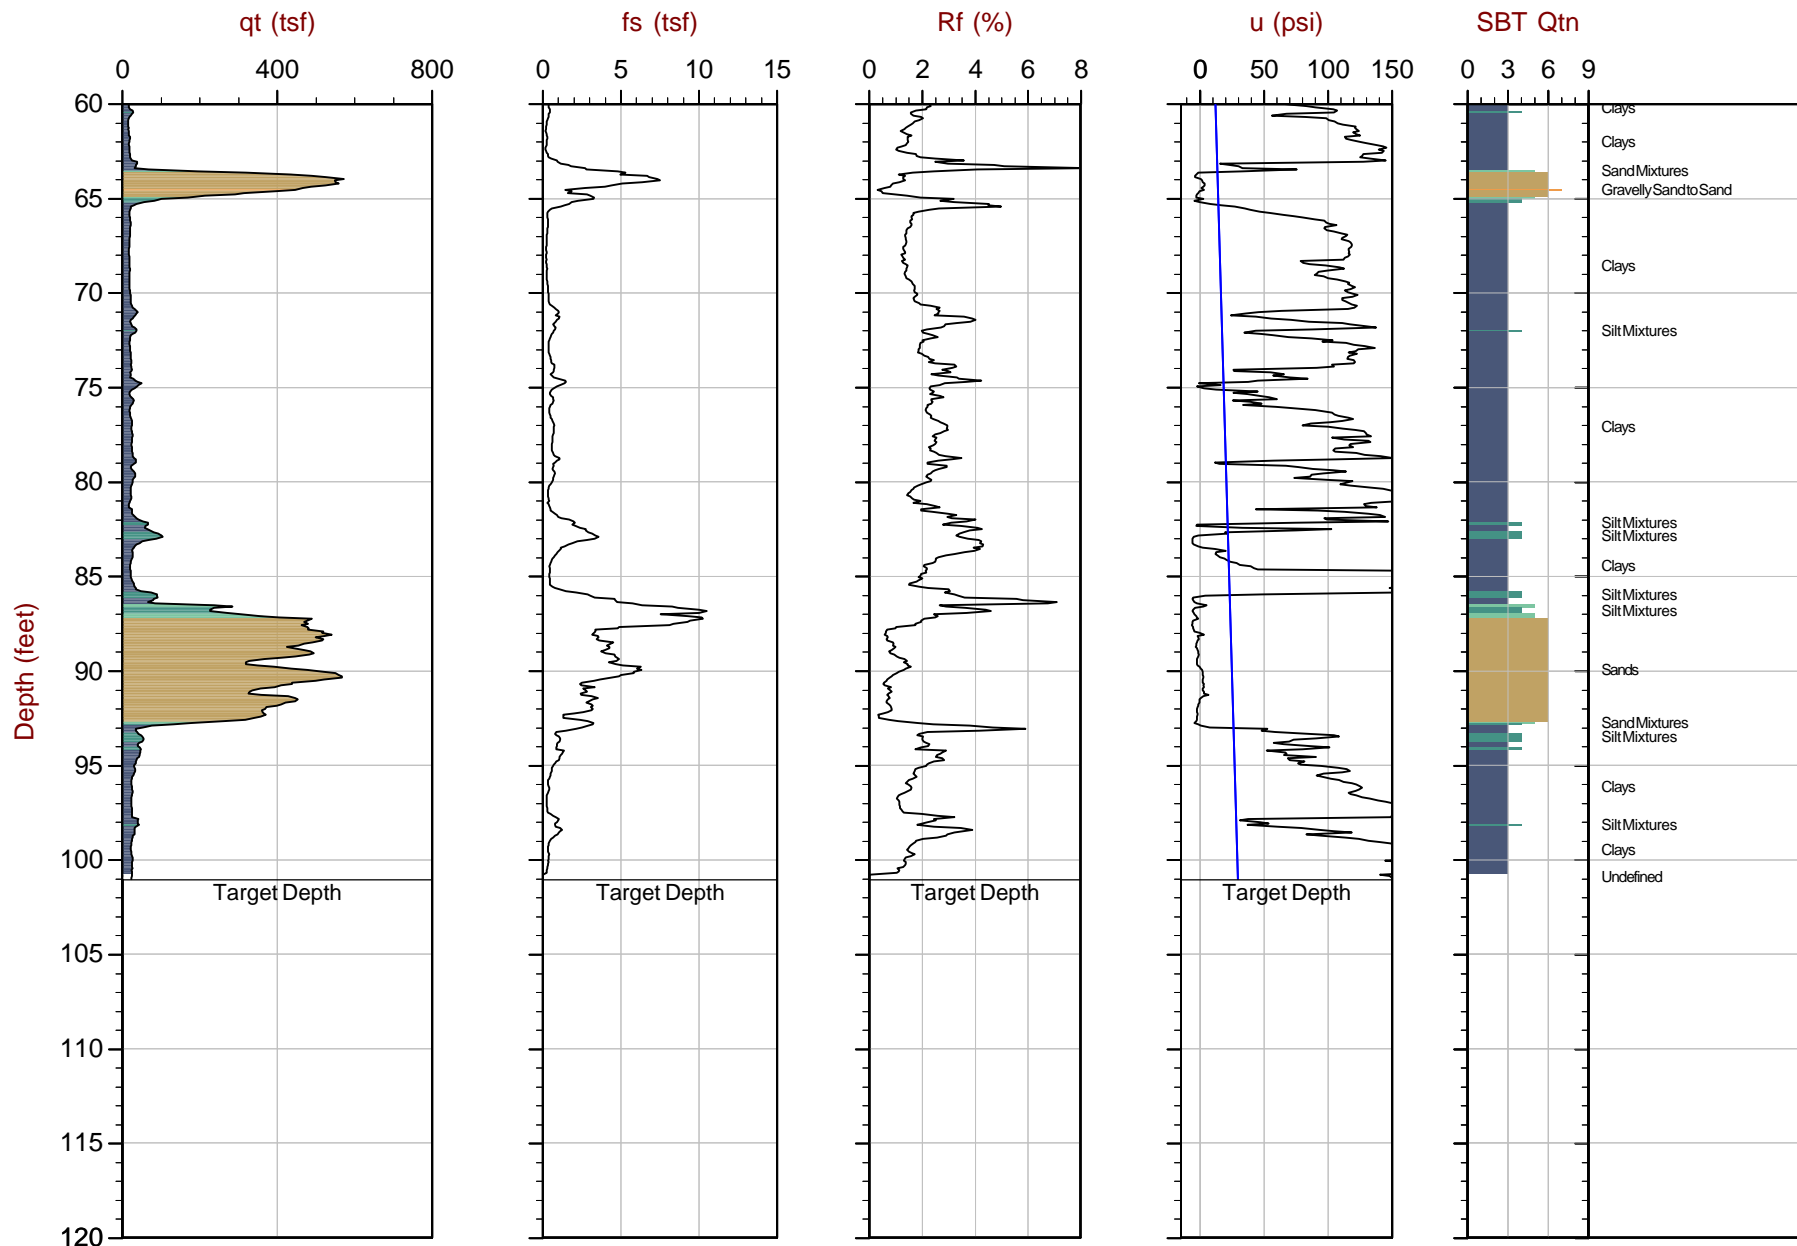 qt (tsf) fs (tsf) Rf (%) u (psi) SBT Qtn
0 400 800 0 5 10 15 0 2 4 6 8 0 50 100 150 0 3 6 9
60
Clays
Clays
Sand Mixtures
Gravelly Sand to Sand
65
Clays
70
Silt Mixtures
75
Clays
80
Silt Mixtures
Silt Mixtures
Clays
85
Silt Mixtures
Silt Mixtures
90
Sands
Sand Mixtures
Silt Mixtures
95
Clays
Silt Mixtures
Clays
100
Undefined
Target Depth Target Depth Target Depth Target Depth
105
110
115
120
Depth (feet)